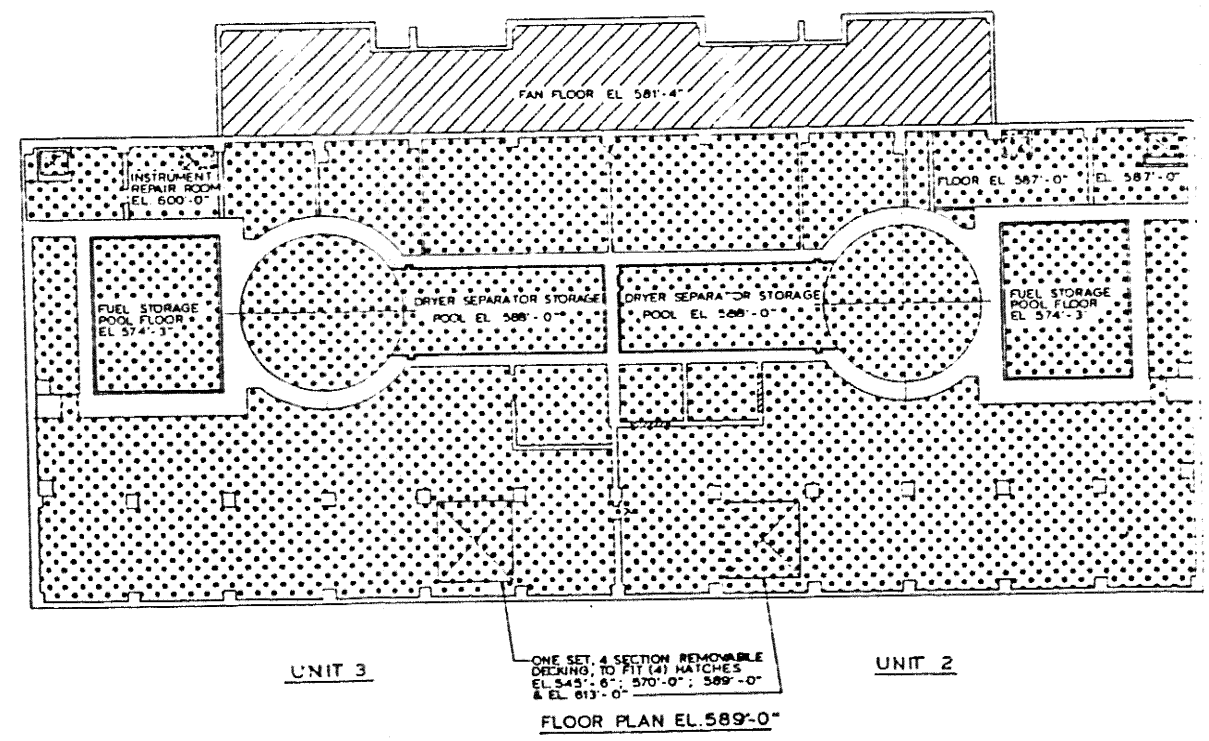 FAN FLOOR EL 581'-4"
INSTRUMENT
REPAIR ROOM
EL. 600'-0"
FLOOR EL 587'-0"
EL 587'-0"
FUEL STORAGE
POOL FLOOR
EL 574'-3"
DRYER SEPARATOR STORAGE
POOL EL 588'-0"
DRYER SEPARATOR STORAGE
POOL EL 588'-0"
FUEL STORAGE
POOL FLOOR
EL 574'-3
UNIT 3
ONE SET, 4 SECTION REMOVABLE
DECKING, TO FIT (4) HATCHES
EL. 545'-6"; 570'-0"; 589'-0"
& EL. 613'-0"
UNIT 2
FLOOR PLAN EL. 589'-0"